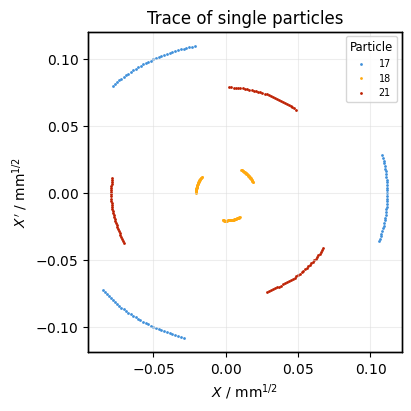 Trace of single particles
Particle
17
18
21
0.10
0.05
0.00
−0.05
−0.10
X′ / mm^{1/2}
−0.05 0.00 0.05 0.10
X / mm^{1/2}